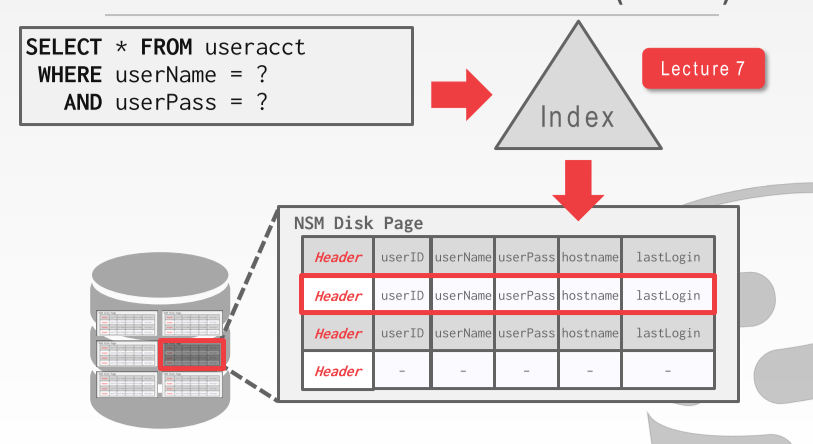 SELECT * FROM useracct
WHERE userName = ?
AND userPass = ?
Index
Lecture 7
NSM Disk Page
Header userID userName userPass hostname lastLogin
Header userID userName userPass hostname lastLogin
Header userID userName userPass hostname lastLogin
Header - - - - -